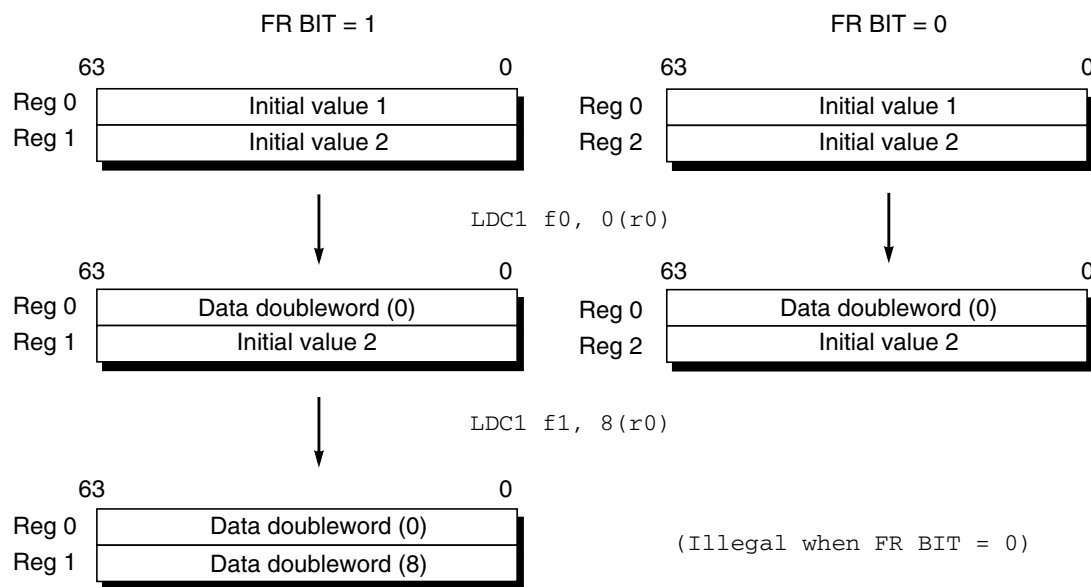 FR BIT = 1 FR BIT = 0
63 0 63 0
Reg 0 Initial value 1 Reg 0 Initial value 1
Reg 1 Initial value 2 Reg 2 Initial value 2
LDC1 f0, 0(r0)
63 0 63 0
Reg 0 Data doubleword (0) Reg 0 Data doubleword (0)
Reg 1 Initial value 2 Reg 2 Initial value 2
LDC1 f1, 8(r0)
63 0
Reg 0 Data doubleword (0)
Reg 1 Data doubleword (8)
(Illegal when FR BIT = 0)